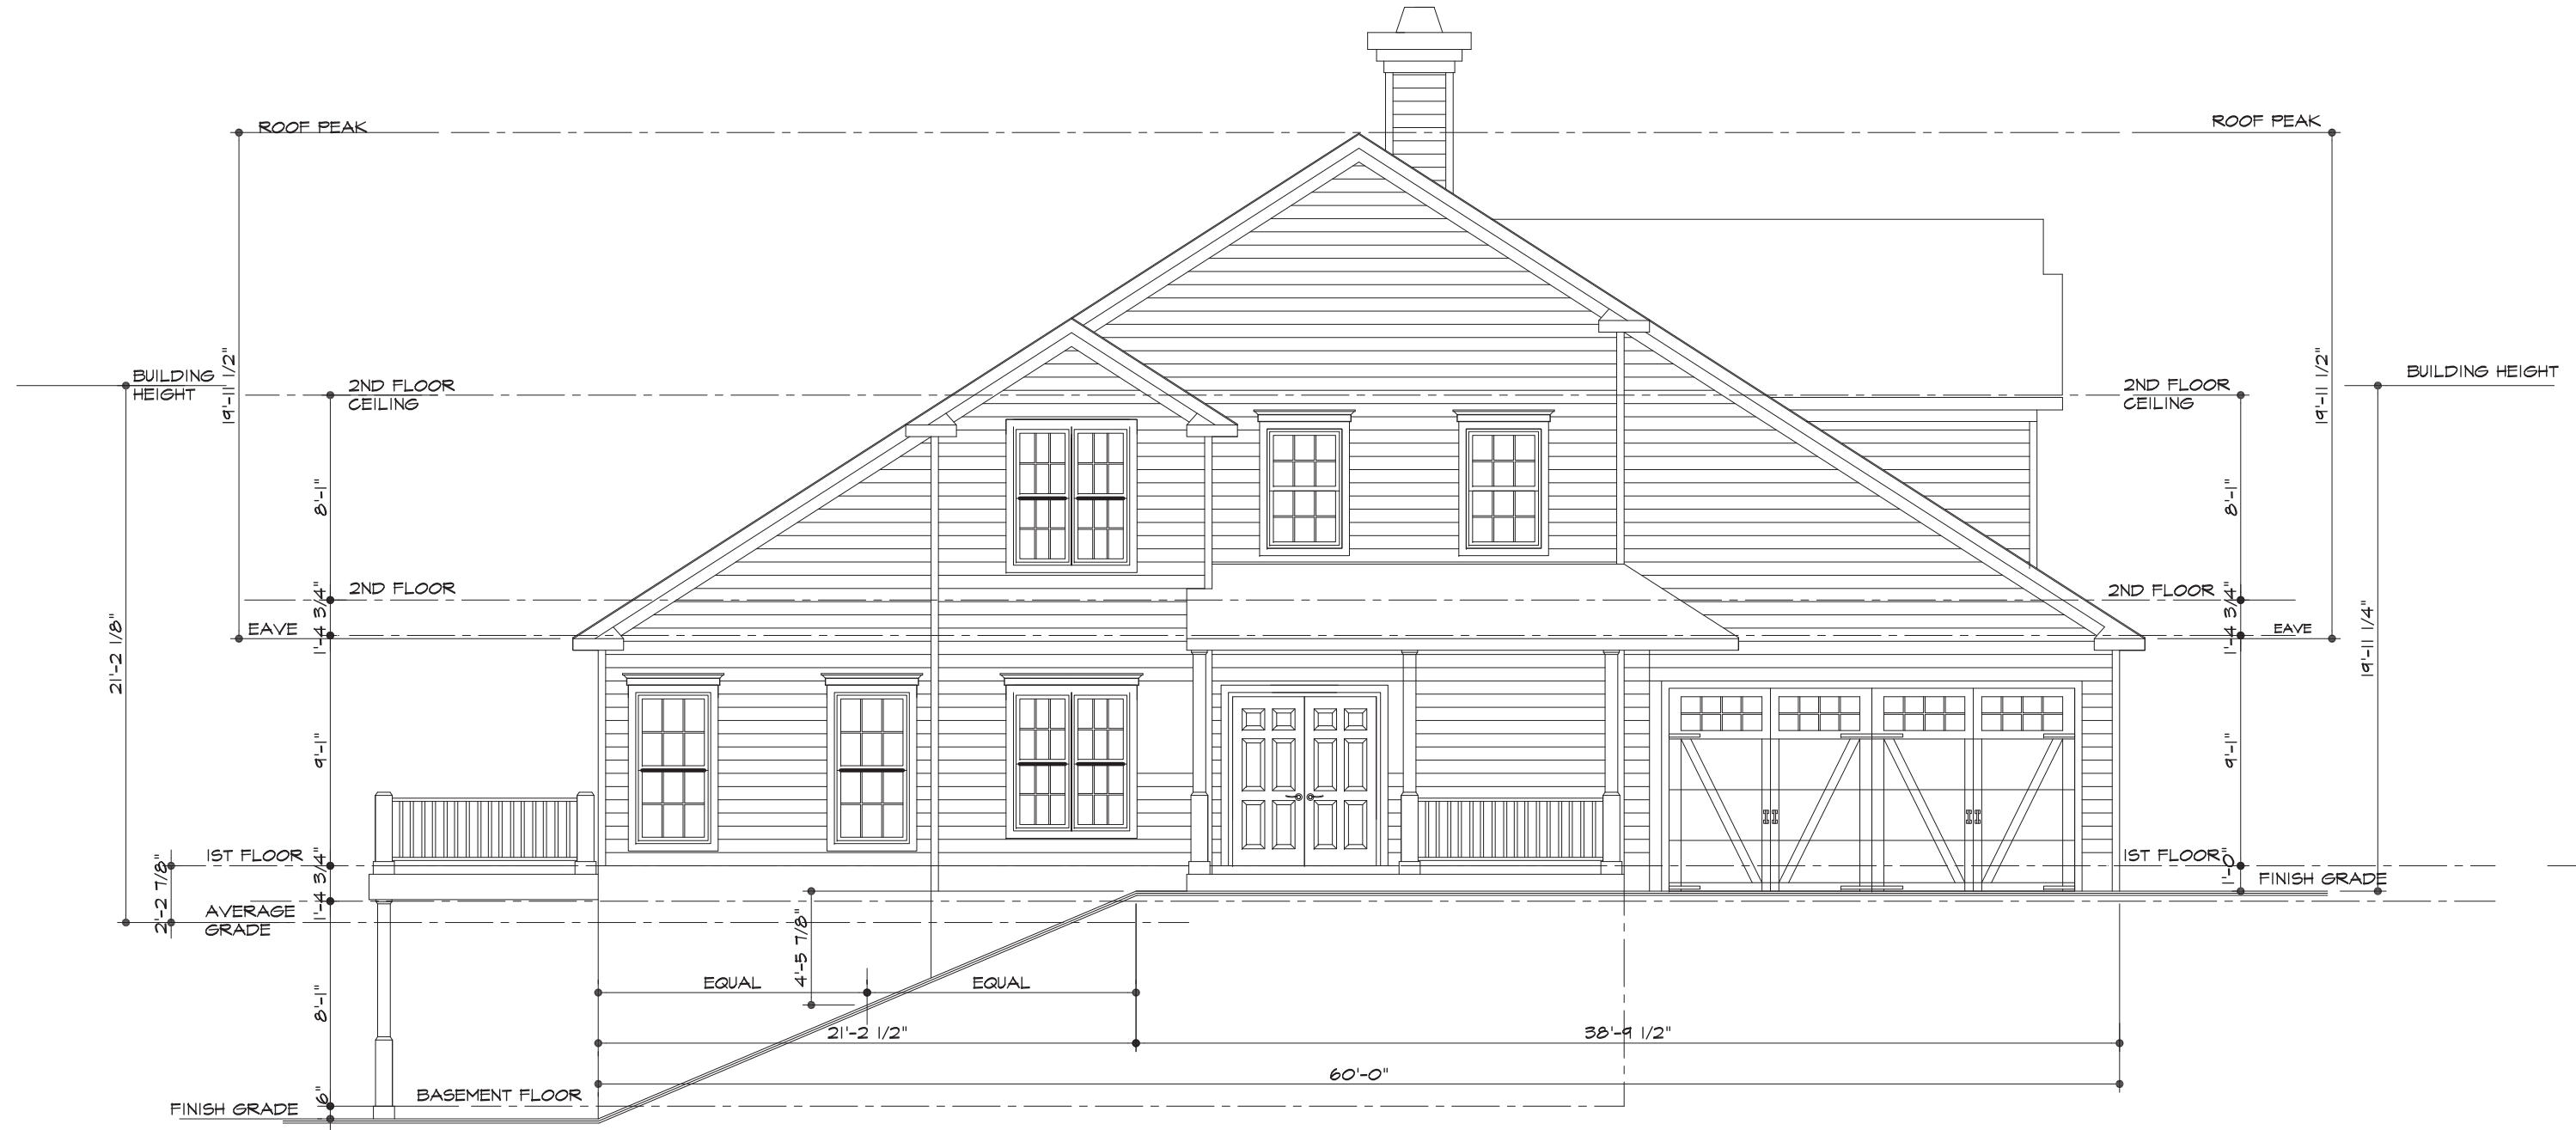 ROOF PEAK
ROOF PEAK
19'-11 1/2"
19'-11 1/2"
BUILDING
HEIGHT
BUILDING HEIGHT
2ND FLOOR
CEILING
2ND FLOOR
CEILING
8'-1"
8'-1"
2ND FLOOR
2ND FLOOR
1'-4 3/4"
1'-4 3/4"
EAVE
EAVE
21'-2 1/8"
19'-11 1/4"
9'-1"
9'-1"
1ST FLOOR
1ST FLOOR
1'-0"
2'-2 7/8"
1'-4 3/4"
FINISH GRADE
AVERAGE
GRADE
4'-5 7/8"
EQUAL
EQUAL
8'-1"
21'-2 1/2"
38'-9 1/2"
60'-0"
6"
BASEMENT FLOOR
FINISH GRADE